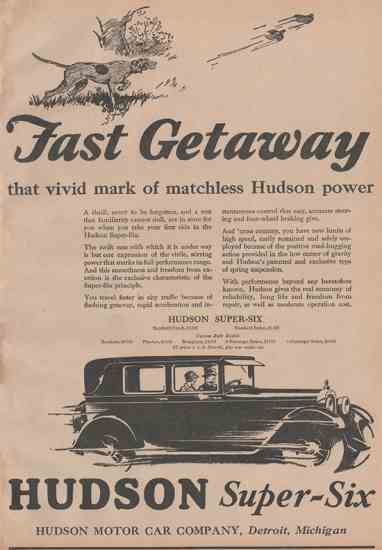 Fast Getaway
that vivid mark of matchless Hudson power
A thrill, never to be forgotten, and a zest
that familiarity cannot dull, are in store for
you when you take your first ride in the
Hudson Super-Six.
The swift ease with which it is under way
is but one expression of the virile, stirring
power that marks its full performance range.
And this smoothness and freedom from ex-
ertion is the exclusive characteristic of the
Super-Six principle.
You travel faster in city traffic because of
flashing getaway, rapid acceleration and in-
stantaneous control that easy, accurate steer-
ing and four-wheel braking give.
And 'cross country, you have new limits of
high speed, easily sustained and safely em-
ployed because of the positive road-hugging
action provided in the low center of gravity
and Hudson's patented and exclusive type
of spring suspension.
With performance beyond any heretofore
known, Hudson gives the real economy of
reliability, long life and freedom from
repair, as well as moderate operation cost.
HUDSON SUPER-SIX
Standard Coach,
Standard Sedan,
Custom Built Models
HUDSON Super-Six
HUDSON MOTOR CAR COMPANY, Detroit, Michigan